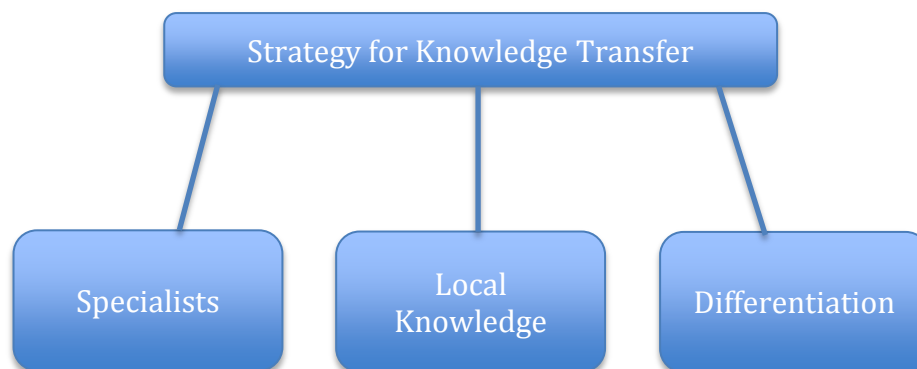 Strategy for Knowledge Transfer
Specialists
Local
Knowledge
Differentiation